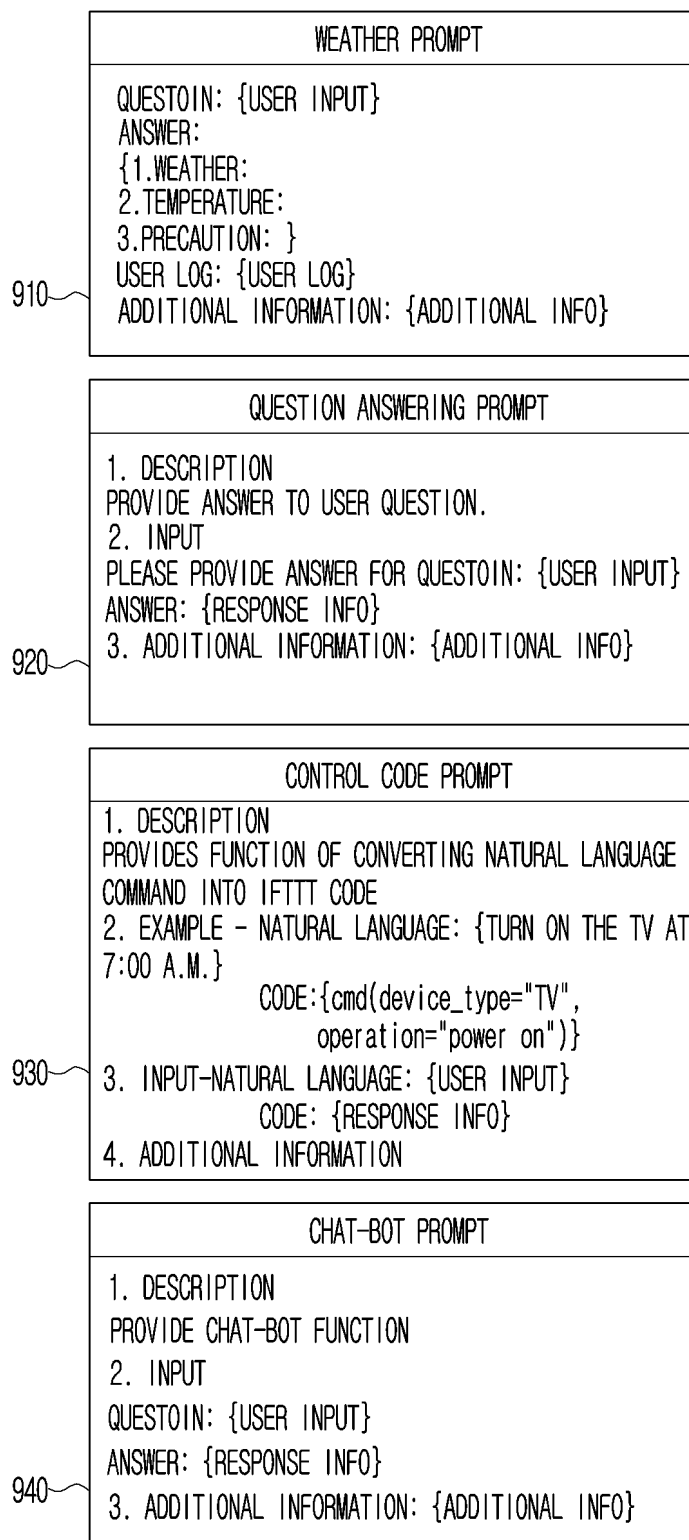 WEATHER PROMPT
QUESTOIN: {USER INPUT}
ANSWER:
{1.WEATHER:
2.TEMPERATURE:
3.PRECAUTION: }
USER LOG: {USER LOG}
910
ADDITIONAL INFORMATION: {ADDITIONAL INFO}
QUESTION ANSWERING PROMPT
1. DESCRIPTION
PROVIDE ANSWER TO USER QUESTION.
2. INPUT
PLEASE PROVIDE ANSWER FOR QUESTOIN: {USER INPUT}
ANSWER: {RESPONSE INFO}
920
3. ADDITIONAL INFORMATION: {ADDITIONAL INFO}
CONTROL CODE PROMPT
1. DESCRIPTION
PROVIDES FUNCTION OF CONVERTING NATURAL LANGUAGE
COMMAND INTO IFTTT CODE
2. EXAMPLE - NATURAL LANGUAGE: {TURN ON THE TV AT
7:00 A.M.}
CODE:{cmd(device_type="TV",
operation="power on")}
930
3. INPUT-NATURAL LANGUAGE: {USER INPUT}
CODE: {RESPONSE INFO}
4. ADDITIONAL INFORMATION
CHAT-BOT PROMPT
1. DESCRIPTION
PROVIDE CHAT-BOT FUNCTION
2. INPUT
QUESTOIN: {USER INPUT}
ANSWER: {RESPONSE INFO}
940
3. ADDITIONAL INFORMATION: {ADDITIONAL INFO}